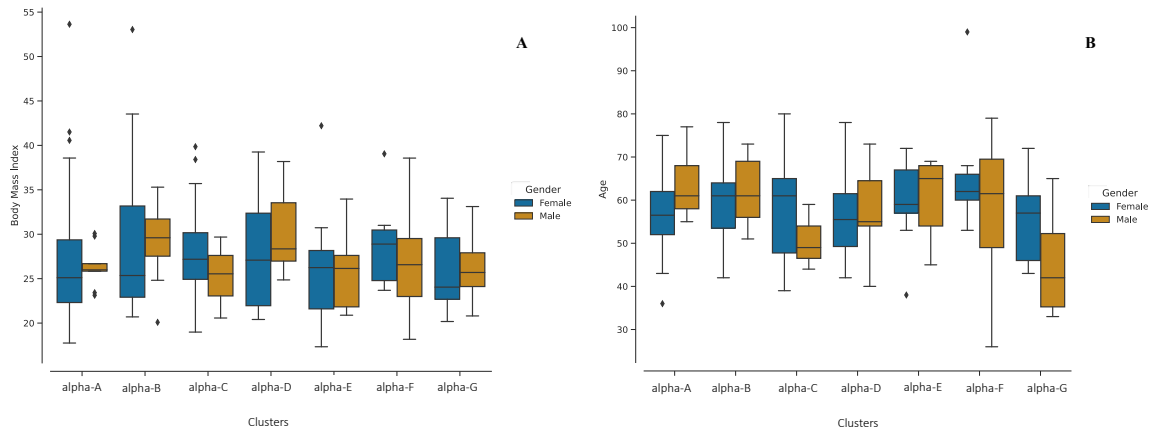 A
Body Mass Index
55
50
45
40
35
30
25
20
alpha-A alpha-B alpha-C alpha-D alpha-E alpha-F alpha-G
Clusters
Gender
Female
Male
B
Age
100
90
80
70
60
50
40
30
alpha-A alpha-B alpha-C alpha-D alpha-E alpha-F alpha-G
Clusters
Gender
Female
Male